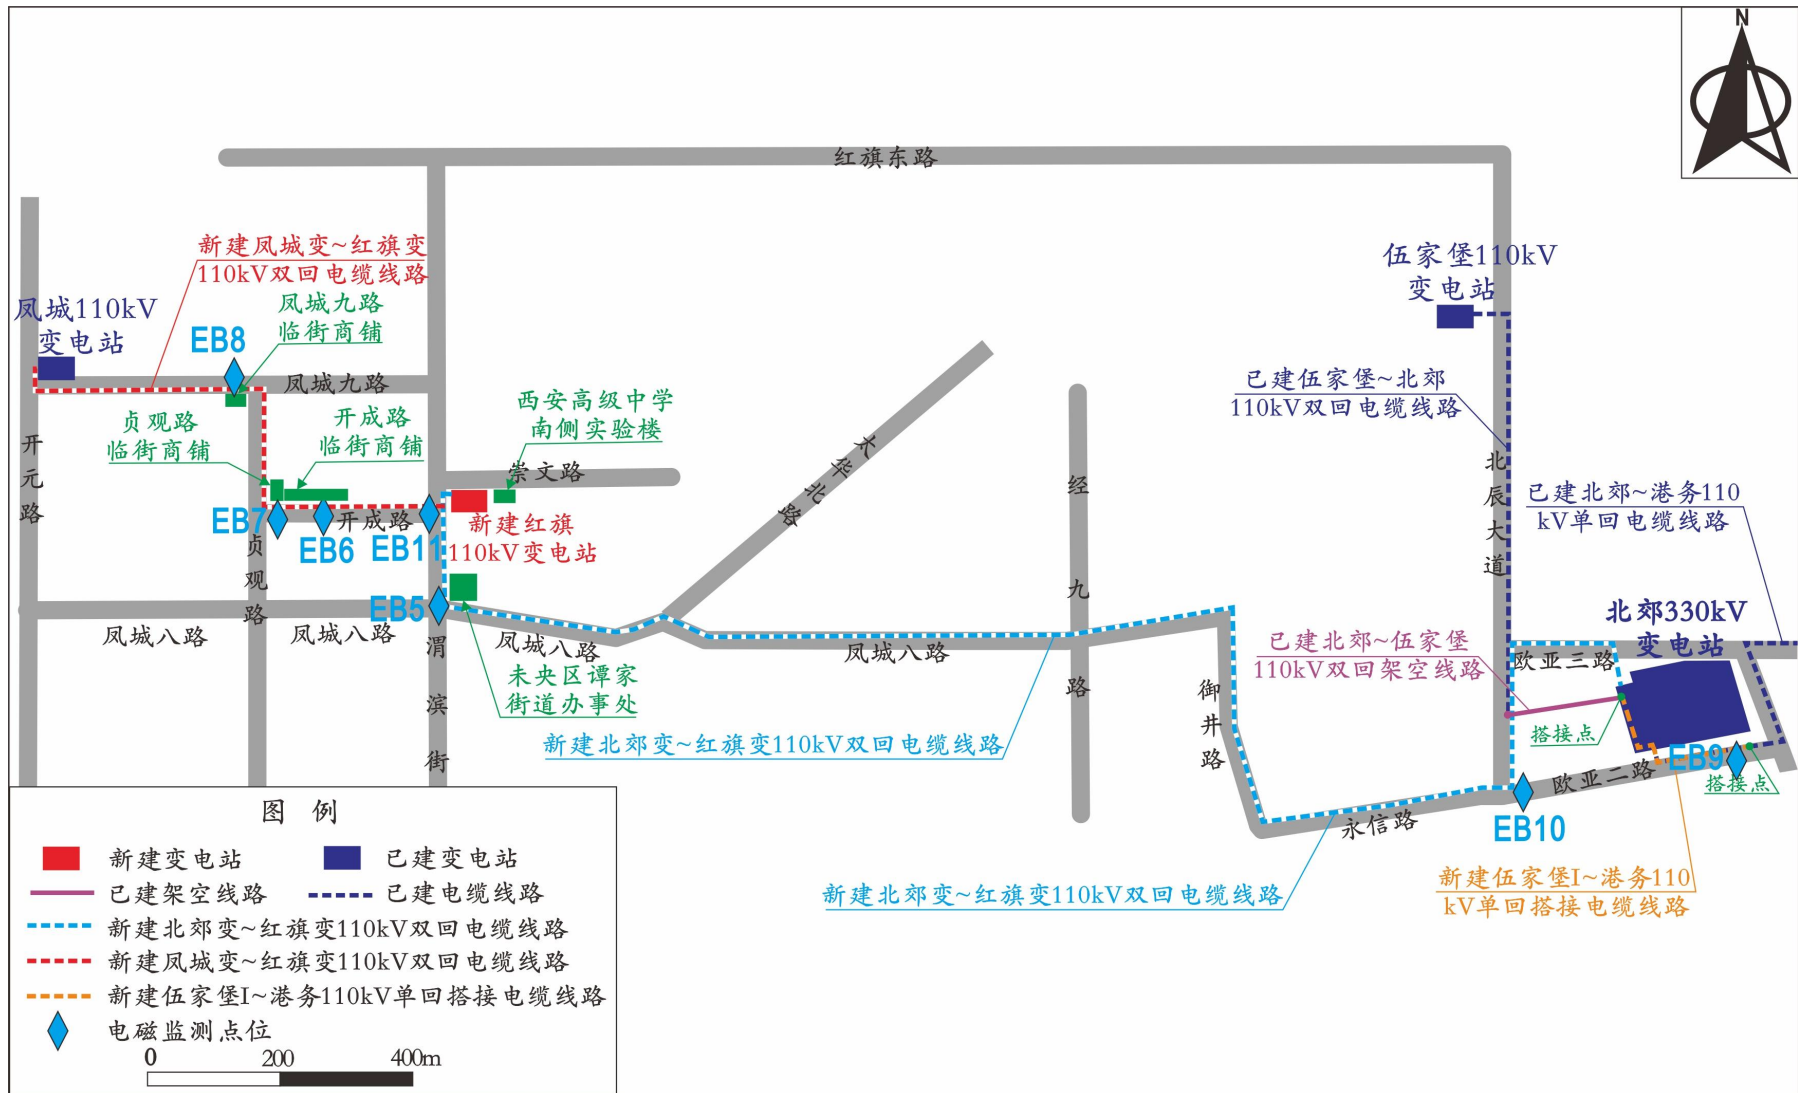 N
红旗东路
新建凤城变~红旗变
110kV双回电缆线路
伍家堡110kV
变电站
凤城110kV
变电站
凤城九路
临街商铺
EB8
凤城九路
已建伍家堡~北郊
110kV双回电缆线路
西安高级中学
南侧实验楼
贞观路
临街商铺
开成路
临街商铺
开元路
太华北路
崇文路
经九路
北辰大道
已建北郊~港务110
kV单回电缆线路
EB7
EB6
开成路
EB11
新建红旗
110kV变电站
贞观路
EB5
凤城八路
凤城八路
凤城八路
凤城八路
渭滨街
未央区谭家
街道办事处
北郊330kV
变电站
已建北郊~伍家堡
110kV双回架空线路
欧亚三路
御井路
新建北郊变~红旗变110kV双回电缆线路
搭接点
EB9
搭接点
欧亚二路
永信路
EB10
新建北郊变~红旗变110kV双回电缆线路
新建伍家堡I~港务110
kV单回搭接电缆线路
图 例
新建变电站
已建变电站
已建架空线路
已建电缆线路
新建北郊变~红旗变110kV双回电缆线路
新建凤城变~红旗变110kV双回电缆线路
新建伍家堡I~港务110kV单回搭接电缆线路
电磁监测点位
0 200 400m